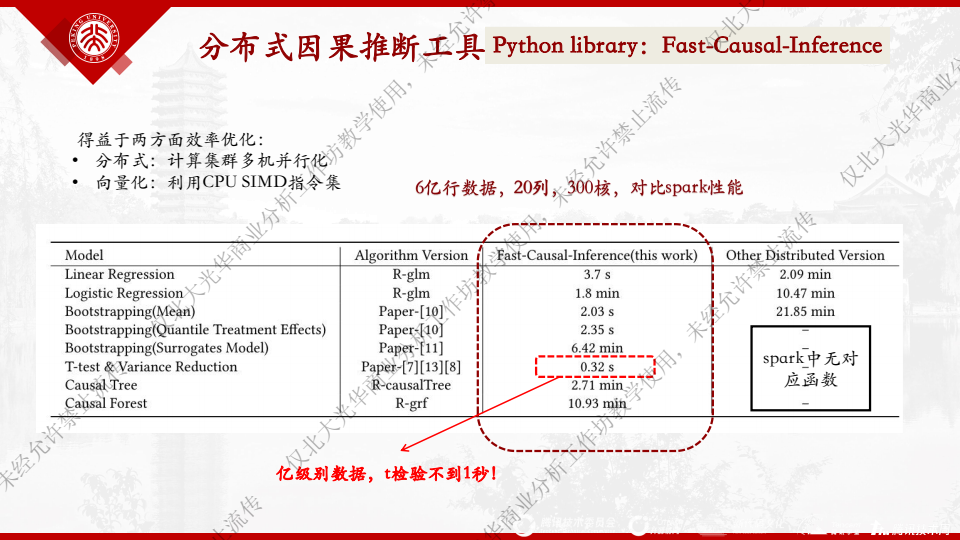 PEKING UNIVERSITY
1898
分布式因果推断工具 Python library：Fast-Causal-Inference
得益于两方面效率优化：
• 分布式：计算集群多机并行化
• 向量化：利用CPU SIMD指令集
6亿行数据，20列，300核，对比spark性能
Model Algorithm Version Fast-Causal-Inference(this work) Other Distributed Version
Linear Regression R-glm 3.7 s 2.09 min
Logistic Regression R-glm 1.8 min 10.47 min
Bootstrapping(Mean) Paper-[10] 2.03 s 21.85 min
Bootstrapping(Quantile Treatment Effects) Paper-[10] 2.35 s –
Bootstrapping(Surrogates Model) Paper-[11] 6.42 min –
T-test & Variance Reduction Paper-[7][13][8] 0.32 s –
Causal Tree R-causalTree 2.71 min
Causal Forest R-grf 10.93 min –
spark中无对
应函数
亿级别数据，t检验不到1秒！
仅北大光华商业分析工作坊教学使用，未经允许禁止流传